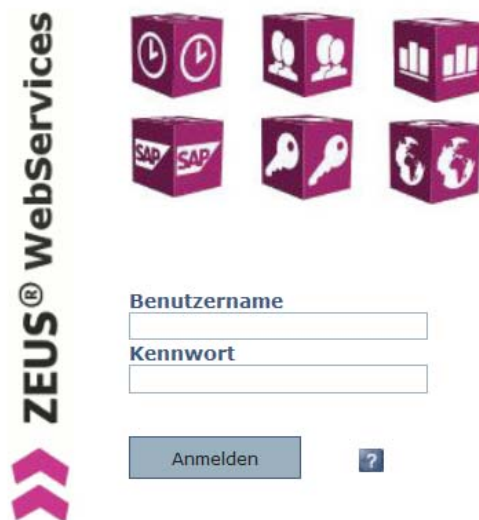 ZEUS® WebServices
SAP SAP
Benutzername
Kennwort
Anmelden
?